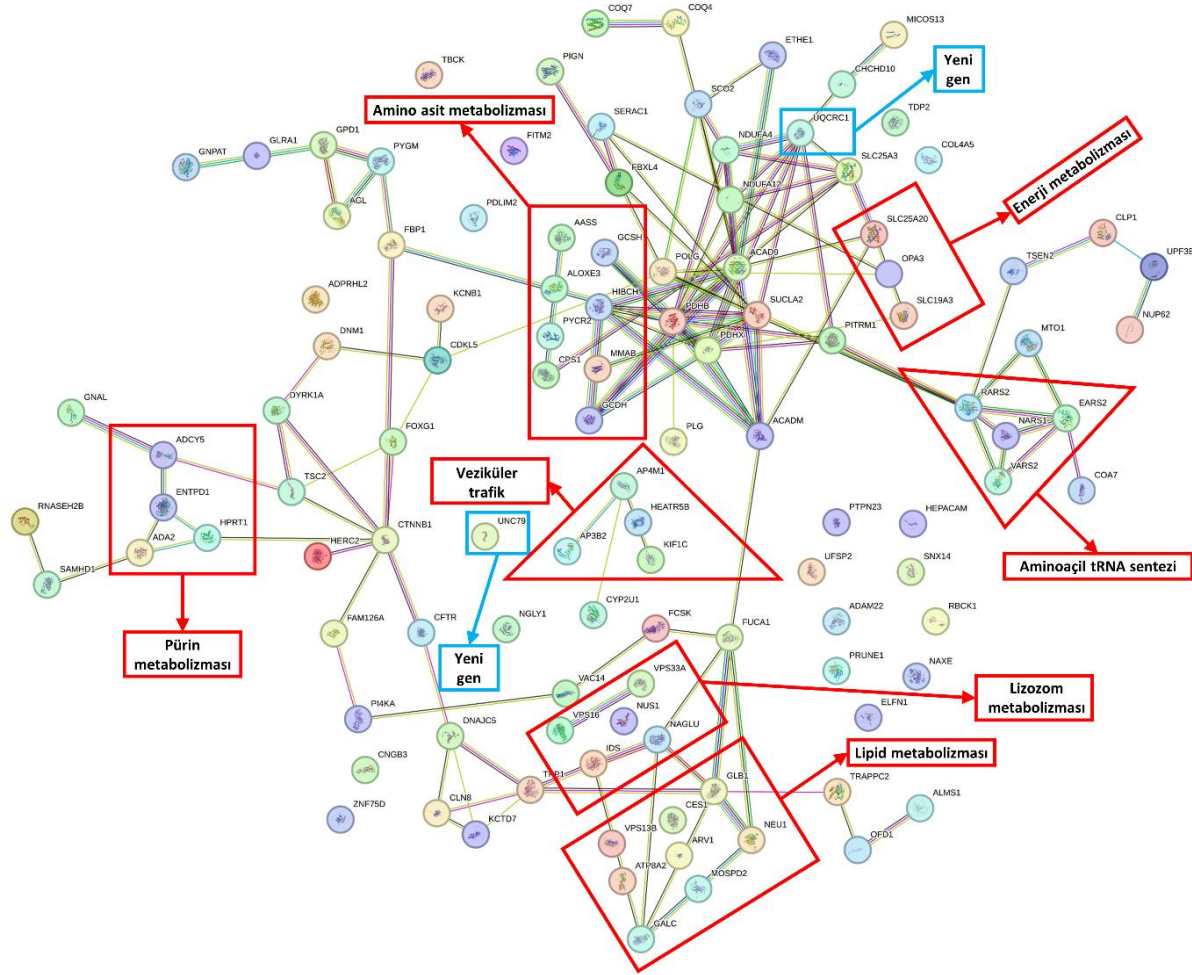 COQ7
COQ4
MICOS13
ETHE1
TBCK
PIGN
CHCHD10
Yeni
gen
SCO2
SERAC1
UQCRC1
TDP2
Amino asit metabolizması
GPD1
GLRA1
GNPAT
PYGM
FITM2
NDUFA4
COL4A5
FBXL4
SLC25A3
NDUFA12
Enerji metabolizması
AGL
PDLIM2
SLC25A20
CLP1
FBP1
AASS
GCSH
POLG
ACAD9
OPA3
TSEN2
UPF3B
ALOXE3
HIBCH
ADPRHL2
KCNB1
PDHB
SUCLA2
SLC19A3
NUP62
DNM1
CDKL5
PYCR2
MMAB
PDHX
PITRM1
MTO1
CPS1
RARS2
GNAL
DYRK1A
GCDH
EARS2
NARS1
ADCY5
FOXG1
PLG
ACADM
VARS2
TSC2
Veziküler
trafik
AP4M1
COA7
ENTPD1
RNASEH2B
HPRT1
UNC79
HEATR5B
PTPN23
HEPACAM
HERC2
CTNNB1
AP3B2
KIF1C
ADA2
UFSP2
SNX14
SAMHD1
Aminoaçil tRNA sentezi
CYP2U1
NGLY1
FCSK
FUCA1
ADAM22
RBCK1
FAM126A
CFTR
Pürin
metabolizması
Yeni
gen
VPS33A
VAC14
PRUNE1
NAXE
PI4KA
VPS16
NUS1
Lizozom
metabolizması
ELFN1
DNAJC5
NAGLU
IDS
Lipid metabolizması
CNGB3
TPP1
GLB1
TRAPPC2
ZNF75D
CLN8
CES1
ALMS1
KCTD7
VPS13B
ARV1
NEU1
OFD1
ATP8A2
MOSPD2
GALC